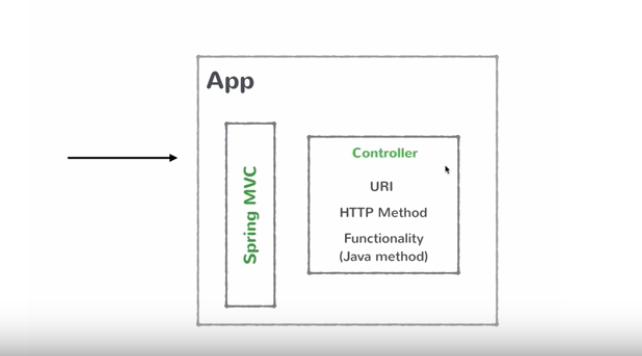 App
Spring MVC
Controller
URI
HTTP Method
Functionality
(Java method)